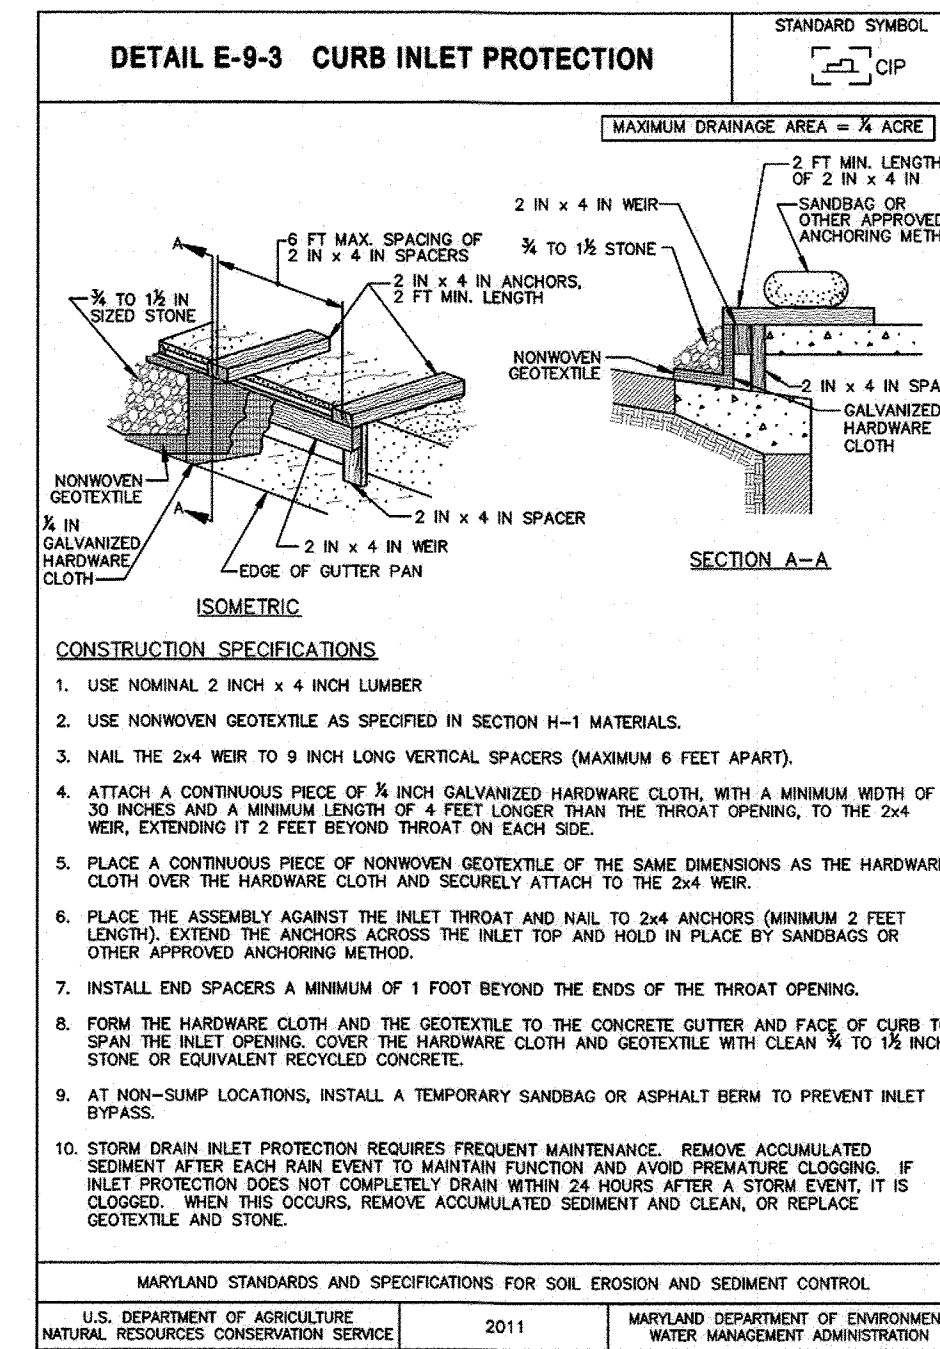 DETAIL E-9-3 CURB INLET PROTECTION
STANDARD SYMBOL
CIP
MAXIMUM DRAINAGE AREA = ¼ ACRE
2 FT MIN. LENGTH
OF 2 IN x 4 IN
2 IN x 4 IN WEIR
SANDBAG OR
OTHER APPROVED
ANCHORING METH
¾ TO 1½ STONE
A
6 FT MAX. SPACING OF
2 IN x 4 IN SPACERS
2 IN x 4 IN ANCHORS,
2 FT MIN. LENGTH
¾ TO 1½ IN
SIZED STONE
NONWOVEN
GEOTEXTILE
2 IN x 4 IN SPA
GALVANIZED
HARDWARE
CLOTH
NONWOVEN
GEOTEXTILE
A
¼ IN
GALVANIZED
HARDWARE
CLOTH
2 IN x 4 IN SPACER
2 IN x 4 IN WEIR
EDGE OF GUTTER PAN
SECTION A-A
ISOMETRIC
CONSTRUCTION SPECIFICATIONS
1. USE NOMINAL 2 INCH x 4 INCH LUMBER
2. USE NONWOVEN GEOTEXTILE AS SPECIFIED IN SECTION H-1 MATERIALS.
3. NAIL THE 2x4 WEIR TO 9 INCH LONG VERTICAL SPACERS (MAXIMUM 6 FEET APART).
4. ATTACH A CONTINUOUS PIECE OF ¼ INCH GALVANIZED HARDWARE CLOTH, WITH A MINIMUM WIDTH OF
30 INCHES AND A MINIMUM LENGTH OF 4 FEET LONGER THAN THE THROAT OPENING, TO THE 2x4
WEIR, EXTENDING IT 2 FEET BEYOND THROAT ON EACH SIDE.
5. PLACE A CONTINUOUS PIECE OF NONWOVEN GEOTEXTILE OF THE SAME DIMENSIONS AS THE HARDWARE
CLOTH OVER THE HARDWARE CLOTH AND SECURELY ATTACH TO THE 2x4 WEIR.
6. PLACE THE ASSEMBLY AGAINST THE INLET THROAT AND NAIL TO 2x4 ANCHORS (MINIMUM 2 FEET
LENGTH). EXTEND THE ANCHORS ACROSS THE INLET TOP AND HOLD IN PLACE BY SANDBAGS OR
OTHER APPROVED ANCHORING METHOD.
7. INSTALL END SPACERS A MINIMUM OF 1 FOOT BEYOND THE ENDS OF THE THROAT OPENING.
8. FORM THE HARDWARE CLOTH AND THE GEOTEXTILE TO THE CONCRETE GUTTER AND FACE OF CURB TO
SPAN THE INLET OPENING. COVER THE HARDWARE CLOTH AND GEOTEXTILE WITH CLEAN ¾ TO 1½ INCH
STONE OR EQUIVALENT RECYCLED CONCRETE.
9. AT NON-SUMP LOCATIONS, INSTALL A TEMPORARY SANDBAG OR ASPHALT BERM TO PREVENT INLET
BYPASS.
10. STORM DRAIN INLET PROTECTION REQUIRES FREQUENT MAINTENANCE. REMOVE ACCUMULATED
SEDIMENT AFTER EACH RAIN EVENT TO MAINTAIN FUNCTION AND AVOID PREMATURE CLOGGING. IF
INLET PROTECTION DOES NOT COMPLETELY DRAIN WITHIN 24 HOURS AFTER A STORM EVENT, IT IS
CLOGGED. WHEN THIS OCCURS, REMOVE ACCUMULATED SEDIMENT AND CLEAN, OR REPLACE
GEOTEXTILE AND STONE.
MARYLAND STANDARDS AND SPECIFICATIONS FOR SOIL EROSION AND SEDIMENT CONTROL
U.S. DEPARTMENT OF AGRICULTURE
NATURAL RESOURCES CONSERVATION SERVICE
2011
MARYLAND DEPARTMENT OF ENVIRONMEN
WATER MANAGEMENT ADMINISTRATION